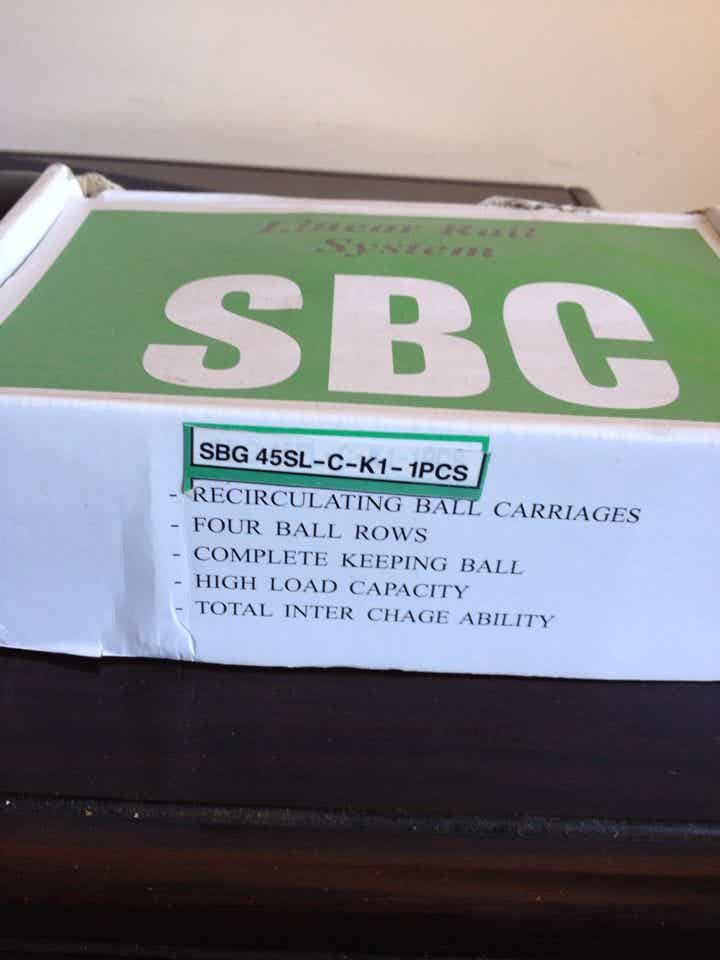 Linear Rail
System
SBC
SBG 45SL-C-K1-1PCS
- RECIRCULATING BALL CARRIAGES
- FOUR BALL ROWS
- COMPLETE KEEPING BALL
- HIGH LOAD CAPACITY
- TOTAL INTER CHAGE ABILITY